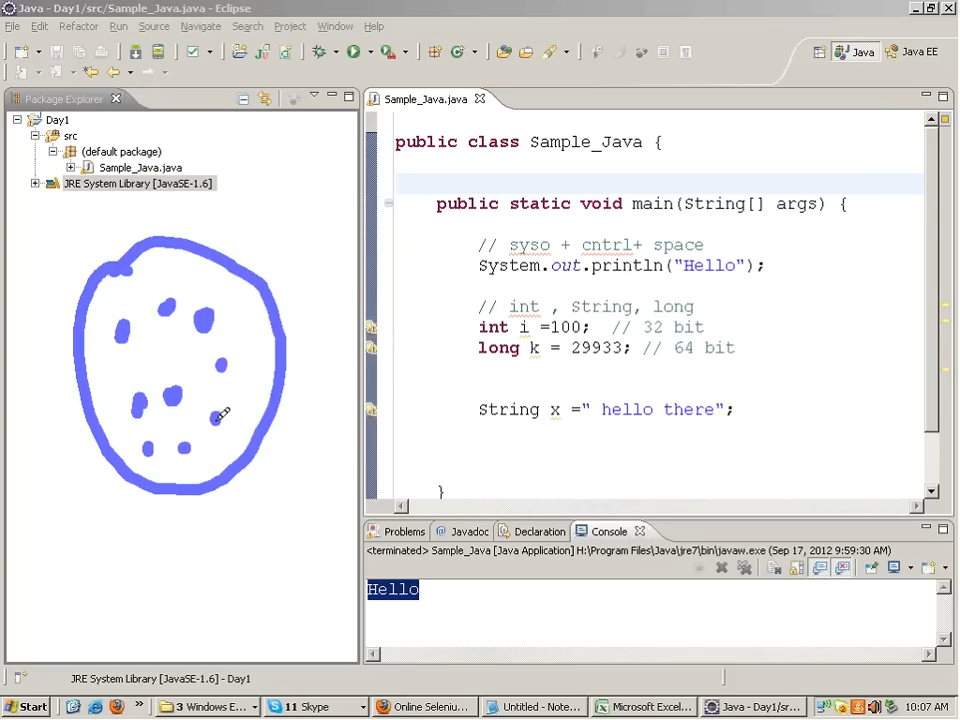 Java - Day1/src/Sample_Java.java - Eclipse
File Edit Refactor Run Source Navigate Search Project Window Help
Java Java EE
Package Explorer
Day1
src
(default package)
Sample_Java.java
JRE System Library [JavaSE-1.6]
Sample_Java.java
public class Sample_Java {
public static void main(String[] args) {
// syso + cntrl+ space
System.out.println("Hello");
// int , String, long
int i =100; // 32 bit
long k = 29933; // 64 bit
String x =" hello there";
}
Problems @ Javadoc Declaration Console
<terminated> Sample_Java [Java Application] H:\Program Files\Java\jre7\bin\javaw.exe (Sep 17, 2012 9:59:30 AM)
Hello
JRE System Library [JavaSE-1.6] - Day1
Start » 3 Windows E... 11 Skype Online Seleniu... Untitled - Note... Microsoft Excel... Java - Day1/sr... 10:07 AM